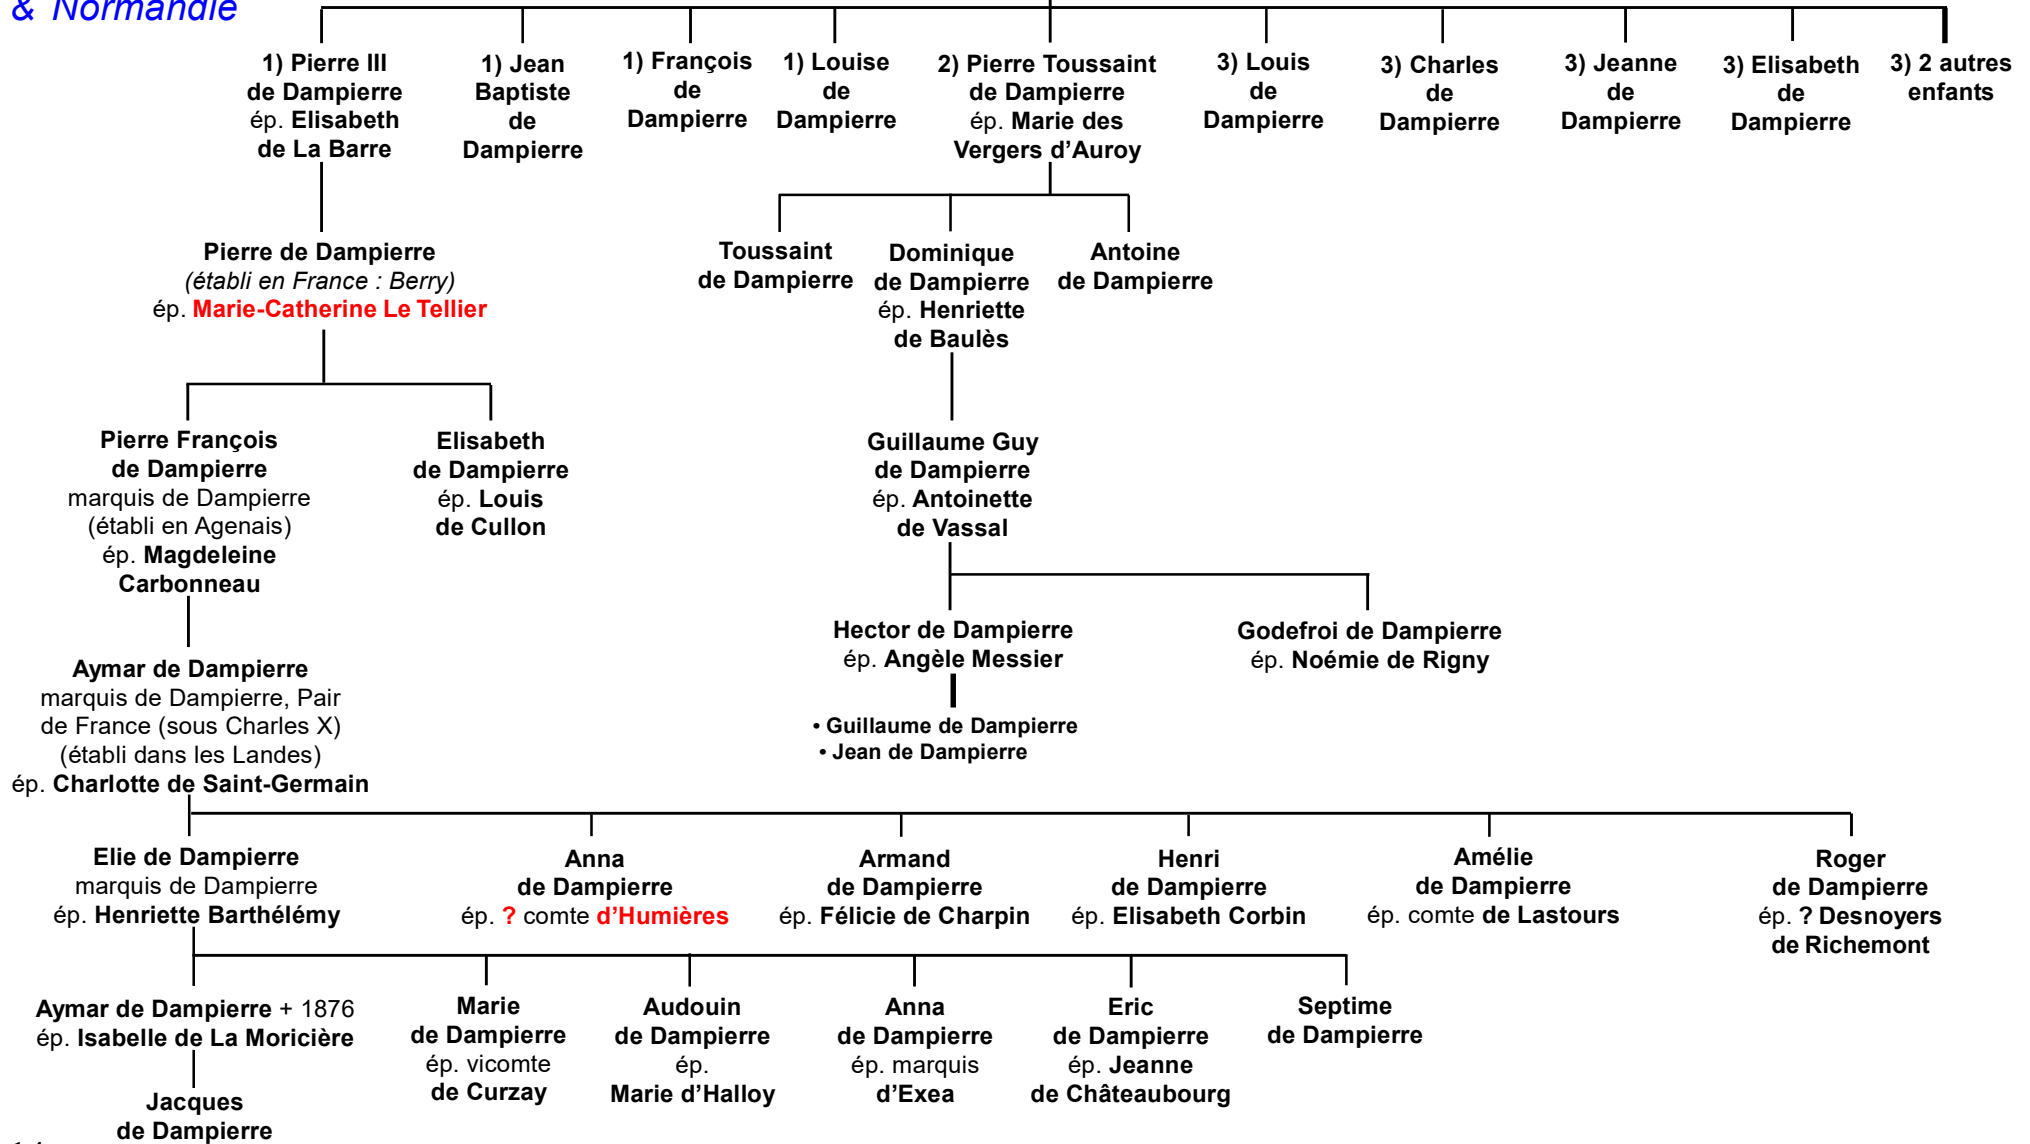 & Normandie
1) Pierre III
de Dampierre
ép. Elisabeth
de La Barre
1) Jean
Baptiste
de
Dampierre
1) François
de
Dampierre
1) Louise
de
Dampierre
2) Pierre Toussaint
de Dampierre
ép. Marie des
Vergers d’Auroy
3) Louis
de
Dampierre
3) Charles
de
Dampierre
3) Jeanne
de
Dampierre
3) Elisabeth
de
Dampierre
3) 2 autres
enfants
Pierre de Dampierre
(établi en France : Berry)
ép. Marie-Catherine Le Tellier
Toussaint
de Dampierre
Dominique
de Dampierre
ép. Henriette
de Baulès
Antoine
de Dampierre
Pierre François
de Dampierre
marquis de Dampierre
(établi en Agenais)
ép. Magdeleine
Carbonneau
Elisabeth
de Dampierre
ép. Louis
de Cullon
Guillaume Guy
de Dampierre
ép. Antoinette
de Vassal
Hector de Dampierre
ép. Angèle Messier
Godefroi de Dampierre
ép. Noémie de Rigny
• Guillaume de Dampierre
• Jean de Dampierre
Aymar de Dampierre
marquis de Dampierre, Pair
de France (sous Charles X)
(établi dans les Landes)
ép. Charlotte de Saint-Germain
Elie de Dampierre
marquis de Dampierre
ép. Henriette Barthélémy
Anna
de Dampierre
ép. ? comte d’Humières
Armand
de Dampierre
ép. Félicie de Charpin
Henri
de Dampierre
ép. Elisabeth Corbin
Amélie
de Dampierre
ép. comte de Lastours
Roger
de Dampierre
ép. ? Desnoyers
de Richemont
Aymar de Dampierre + 1876
ép. Isabelle de La Moricière
Marie
de Dampierre
ép. vicomte
de Curzay
Audouin
de Dampierre
ép.
Marie d’Halloy
Anna
de Dampierre
ép. marquis
d’Exea
Eric
de Dampierre
ép. Jeanne
de Châteaubourg
Septime
de Dampierre
Jacques
de Dampierre